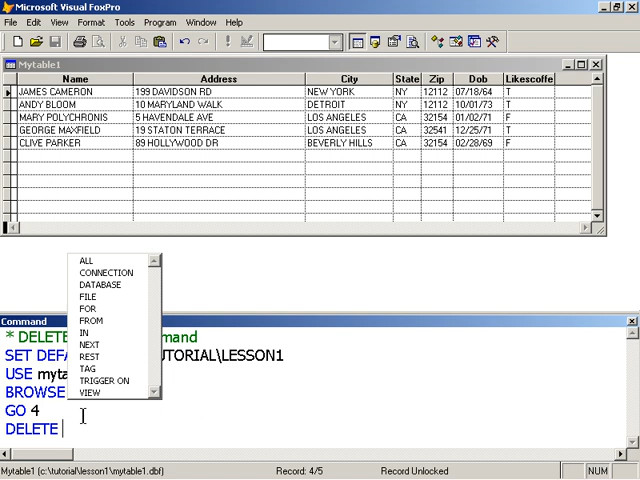 Microsoft Visual FoxPro
File Edit View Format Tools Program Window Help
Mytable1
Name Address City State Zip Dob Likescoffe
JAMES CAMERON 199 DAVIDSON RD NEW YORK NY 12112 07/18/64 T
ANDY BLOOM 10 MARYLAND WALK DETROIT NY 12112 10/01/73 T
MARY POLYCHRONIS 5 HAVENDALE AVE LOS ANGELES CA 32154 01/02/71 F
GEORGE MAXFIELD 19 STATON TERRACE LOS ANGELES CA 32541 12/25/71 T
CLIVE PARKER 89 HOLLYWOOD DR BEVERLY HILLS CA 32154 02/28/69 F
ALL
CONNECTION
DATABASE
FILE
FOR
FROM
IN
NEXT
REST
TAG
TRIGGER ON
VIEW
Command
* DELETE mand
SET DEFA UTORIAL\LESSON1
USE myta
BROWSE
GO 4
DELETE
Mytable1 (c:\tutorial\lesson1\mytable1.dbf) Record: 4/5 Record Unlocked NUM